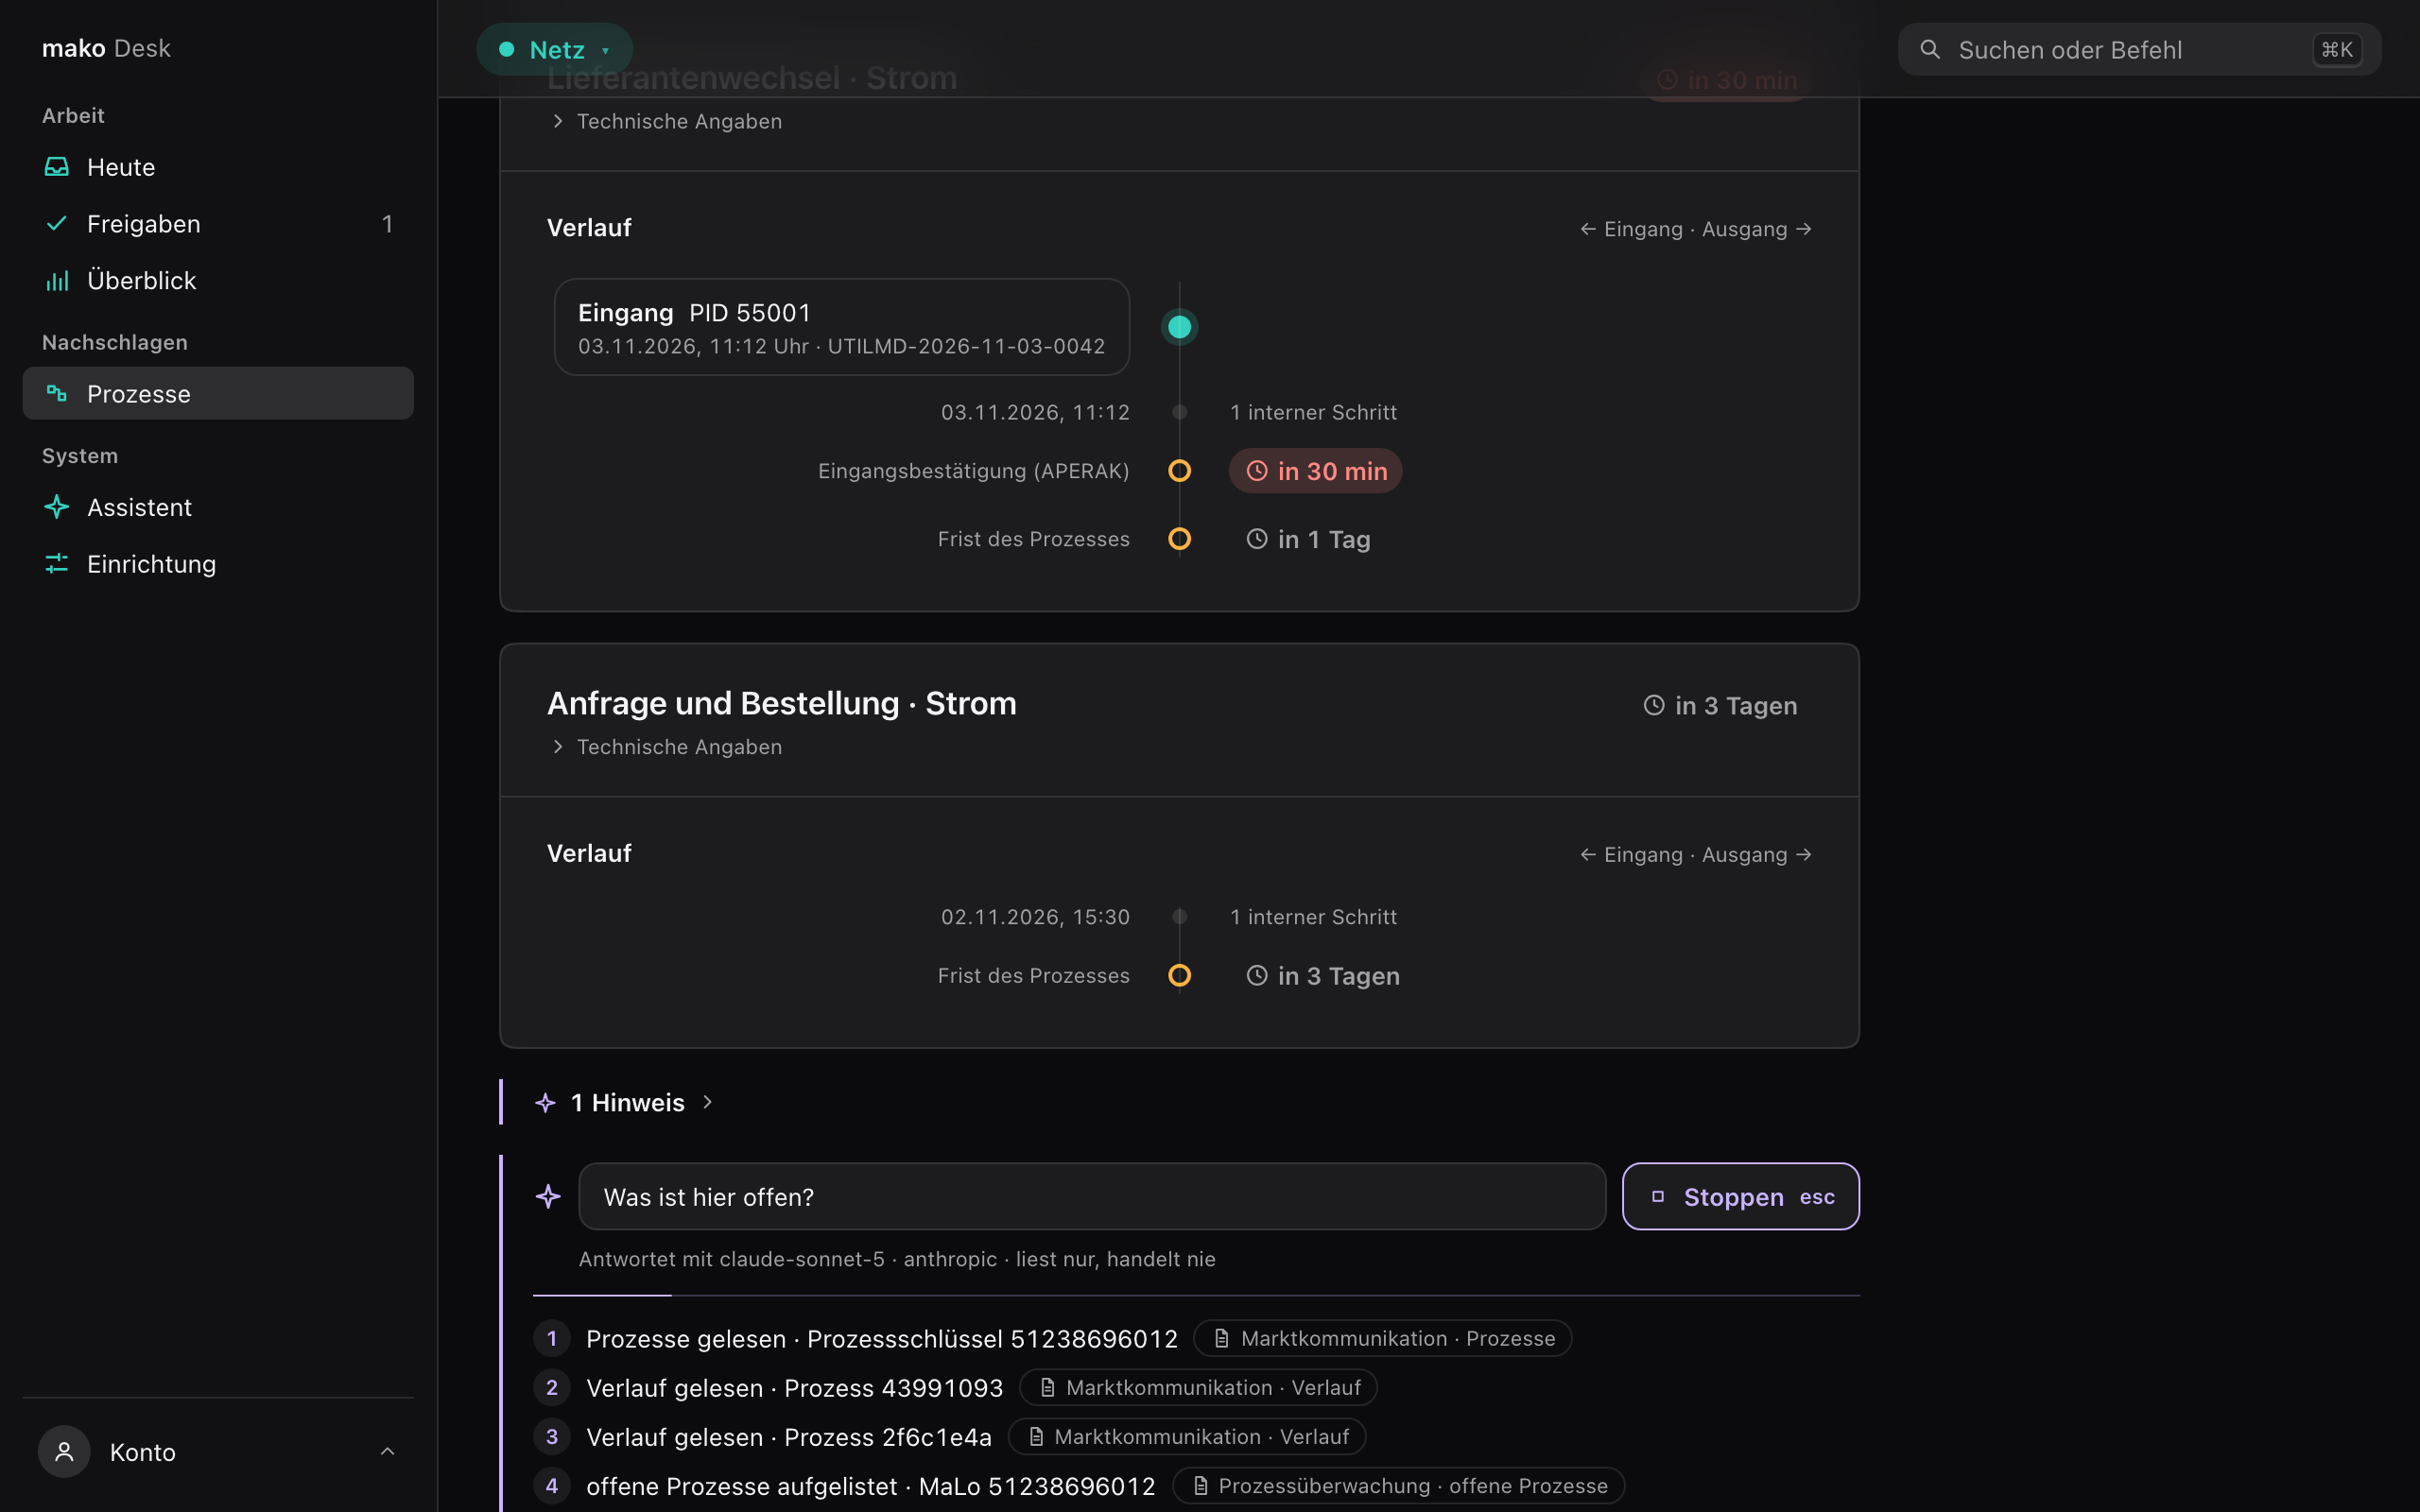 mako Desk
Arbeit
Heute
Freigaben 1
Überblick
Nachschlagen
Prozesse
System
Assistent
Einrichtung
Konto
Netz ▾
Suchen oder Befehl ⌘K
Lieferantenwechsel · Strom in 30 min
Technische Angaben
Verlauf ← Eingang · Ausgang →
Eingang PID 55001
03.11.2026, 11:12 Uhr · UTILMD-2026-11-03-0042
03.11.2026, 11:12 1 interner Schritt
Eingangsbestätigung (APERAK) in 30 min
Frist des Prozesses in 1 Tag
Anfrage und Bestellung · Strom in 3 Tagen
Technische Angaben
Verlauf ← Eingang · Ausgang →
02.11.2026, 15:30 1 interner Schritt
Frist des Prozesses in 3 Tagen
1 Hinweis
Was ist hier offen? Stoppen esc
Antwortet mit claude-sonnet-5 · anthropic · liest nur, handelt nie
1 Prozesse gelesen · Prozessschlüssel 51238696012 Marktkommunikation · Prozesse
2 Verlauf gelesen · Prozess 43991093 Marktkommunikation · Verlauf
3 Verlauf gelesen · Prozess 2f6c1e4a Marktkommunikation · Verlauf
4 offene Prozesse aufgelistet · MaLo 51238696012 Prozessüberwachung · offene Prozesse